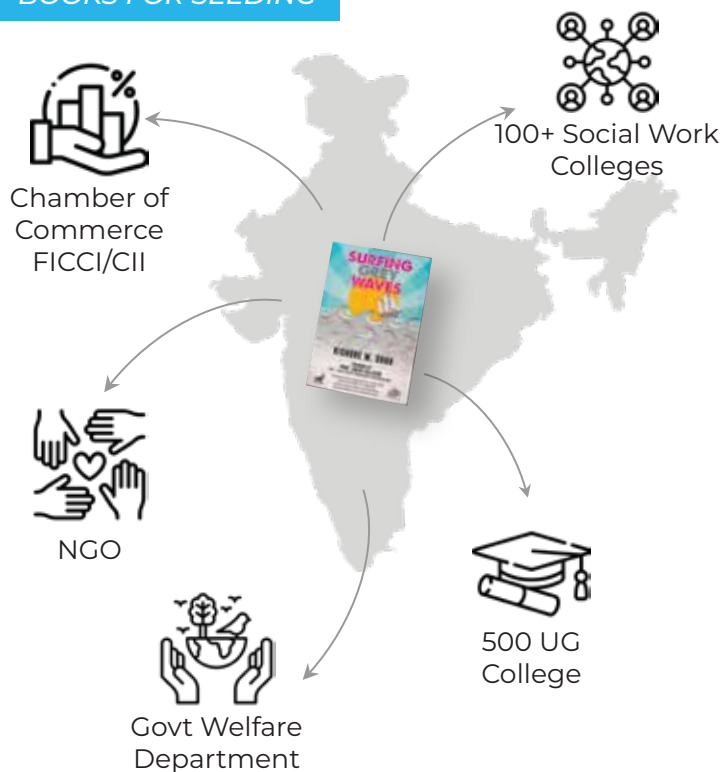 BOOKS FOR SEEDING
100+ Social Work
Colleges
Chamber of
Commerce
FICCI/CII
SURFING
GREY
WAVES
NGO
500 UG
College
Govt Welfare
Department